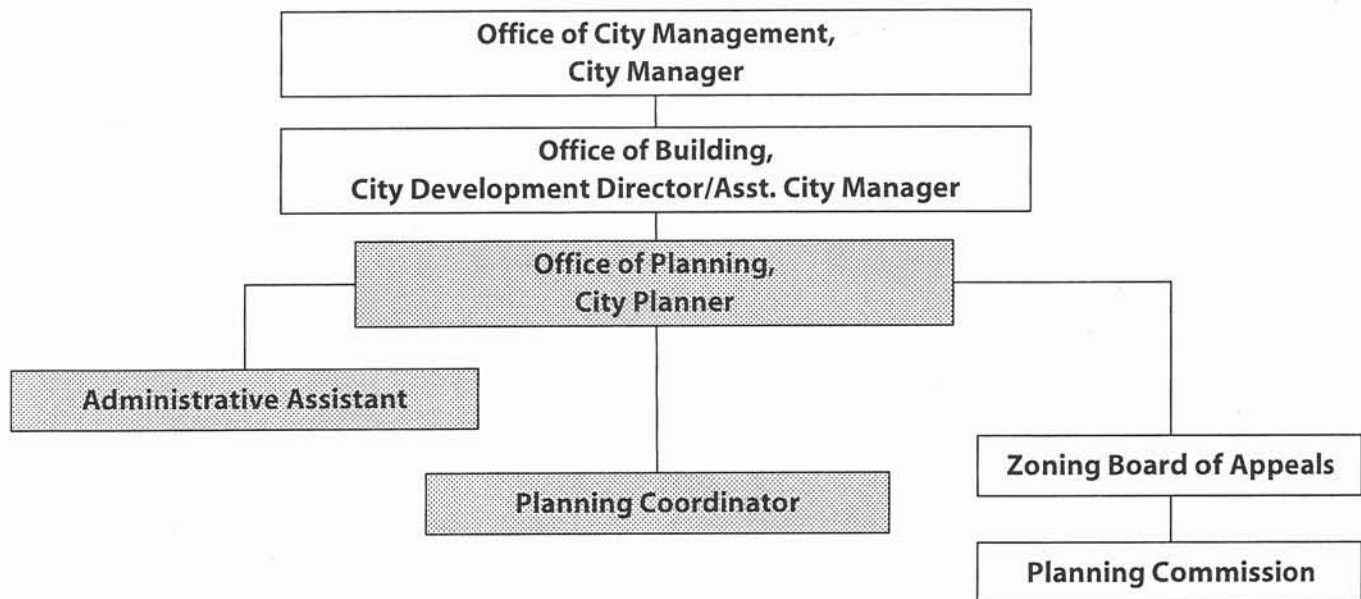 Office of City Management,
City Manager
Office of Building,
City Development Director/Asst. City Manager
Office of Planning,
City Planner
Administrative Assistant
Zoning Board of Appeals
Planning Coordinator
Planning Commission